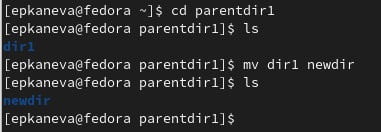 [epkaneva@fedora ~]$ cd parentdir1
[epkaneva@fedora parentdir1]$ ls
dir1
[epkaneva@fedora parentdir1]$ mv dir1 newdir
[epkaneva@fedora parentdir1]$ ls
newdir
[epkaneva@fedora parentdir1]$